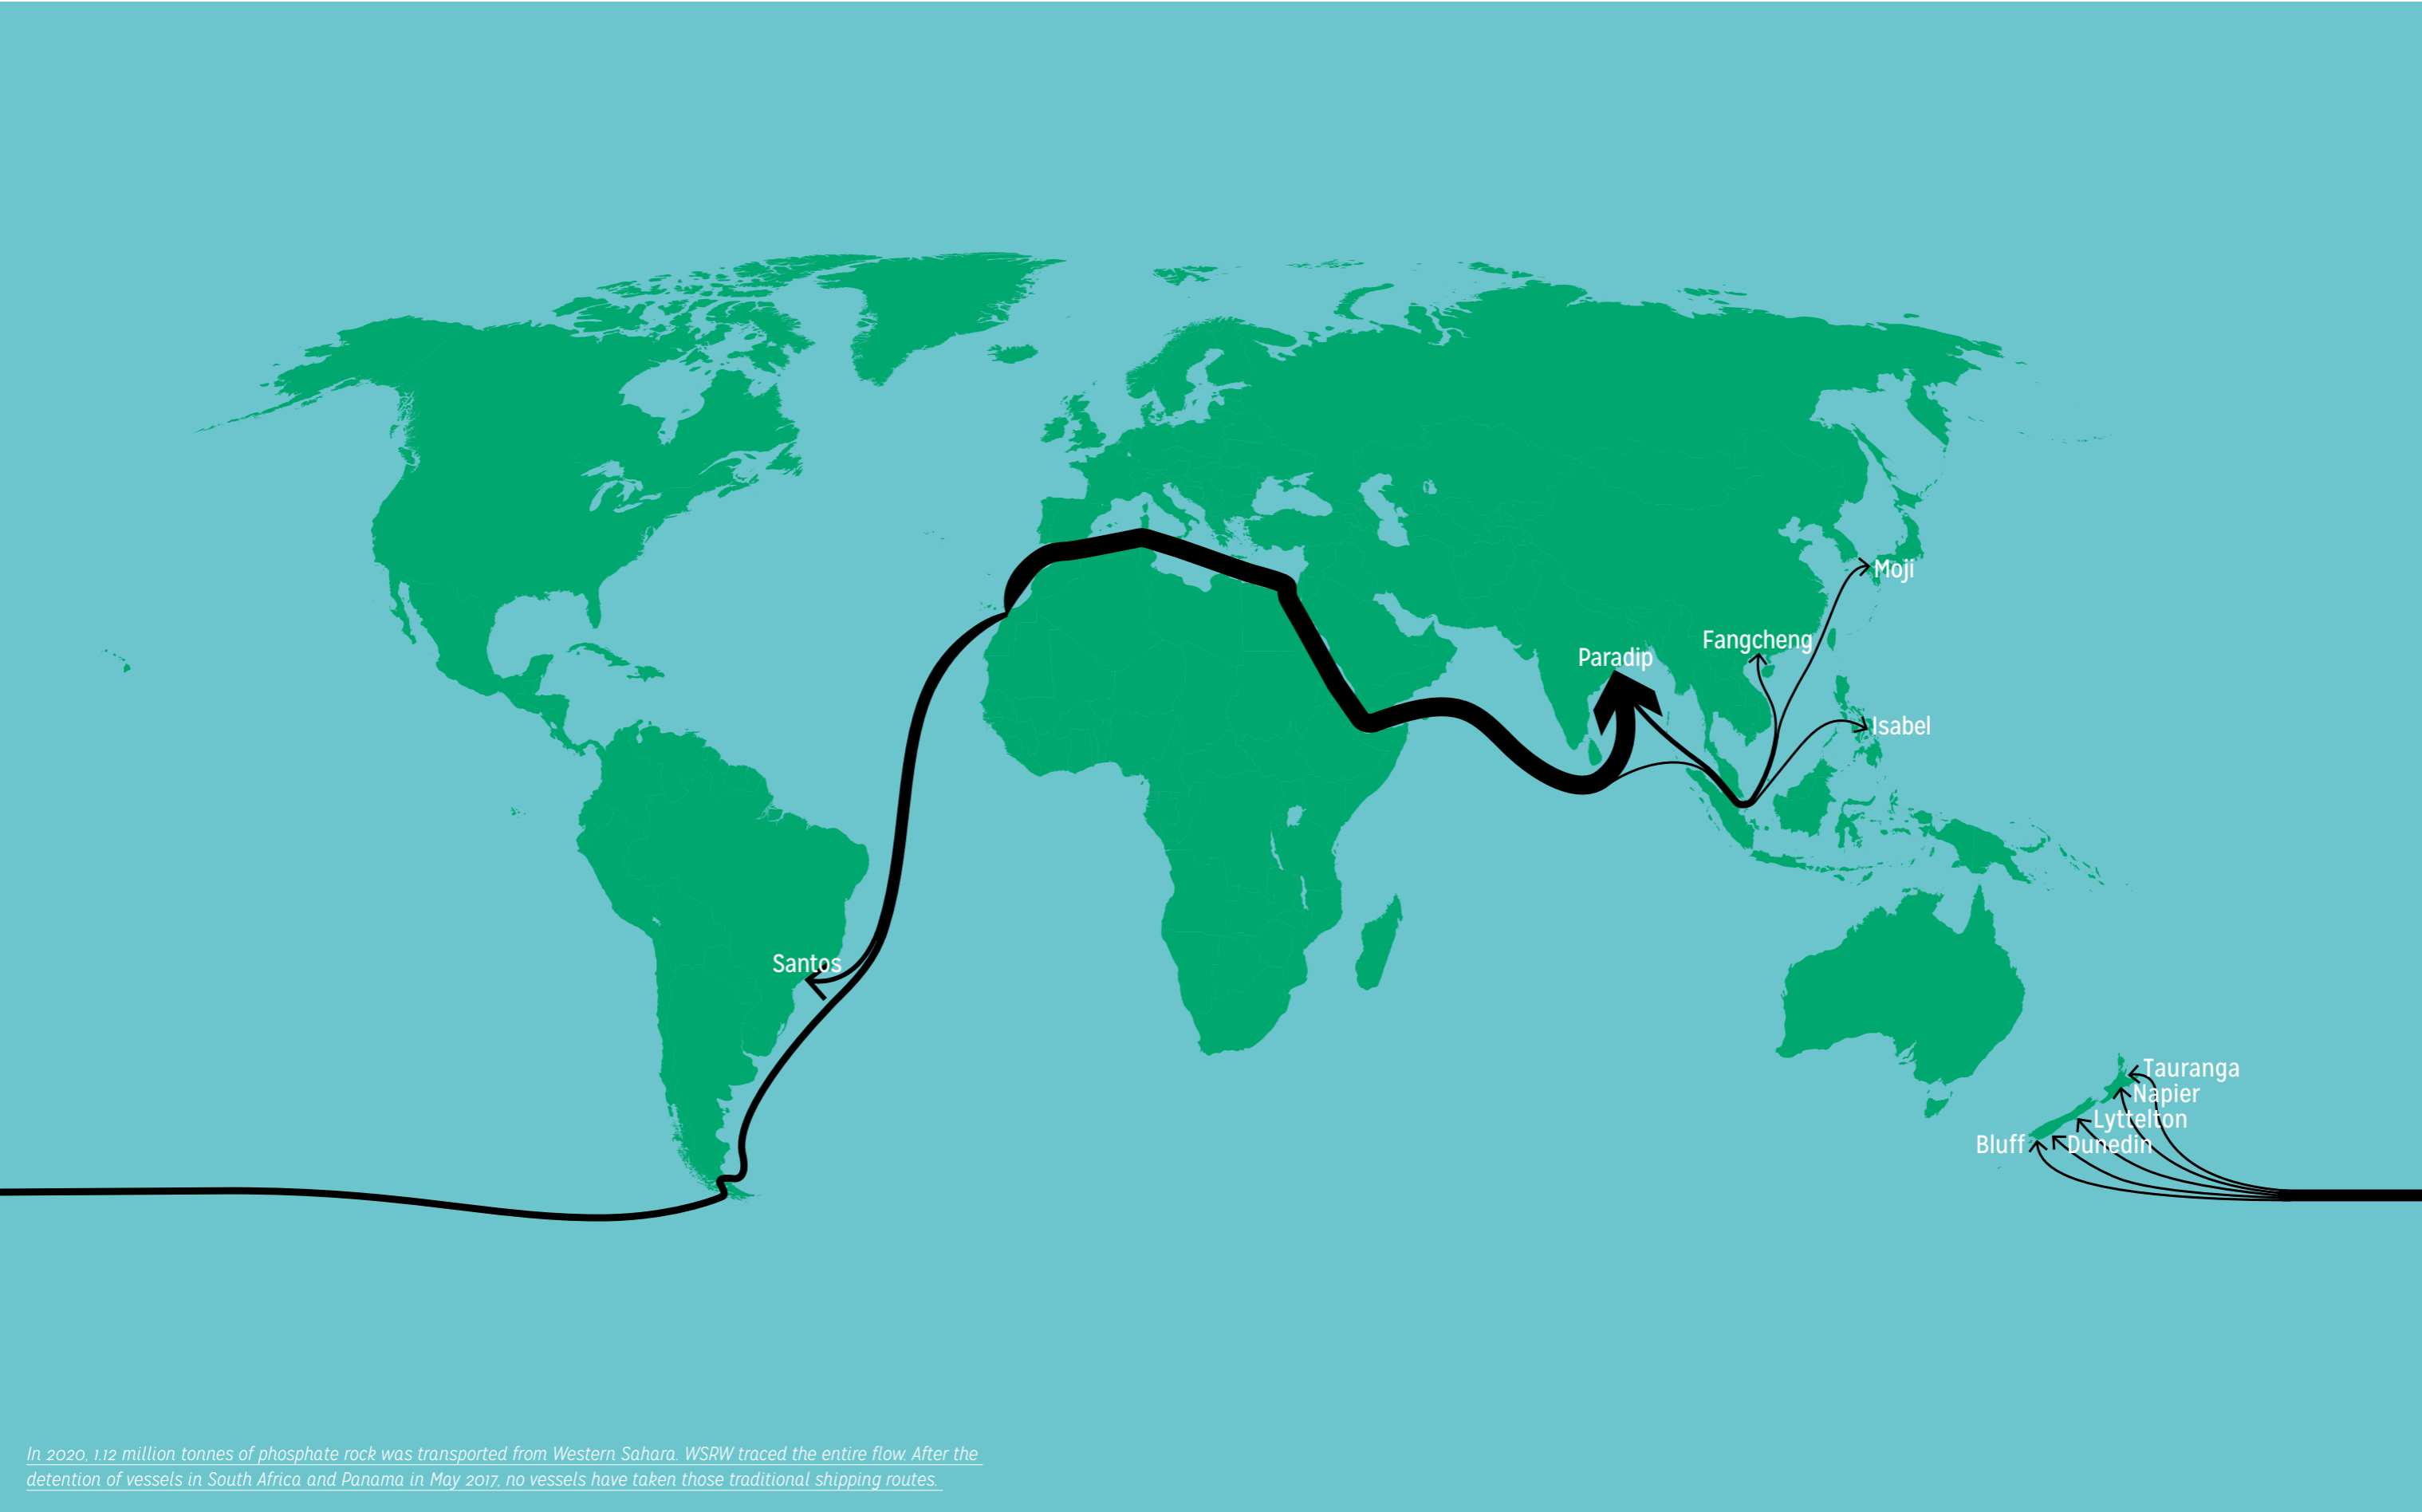 Moji
Fangcheng
Paradip
Isabel
Santos
Tauranga
Napier
Lyttelton
Bluff
Dunedin
In 2020, 1.12 million tonnes of phosphate rock was transported from Western Sahara. WSRW traced the entire flow. After the
detention of vessels in South Africa and Panama in May 2017, no vessels have taken those traditional shipping routes.